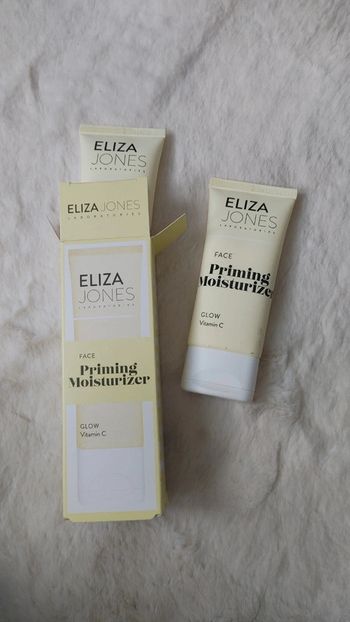 ELIZA
JONES
LABORATORIES
ELIZA JONES
LABORATORIES
ELIZA
JONES
LABORATORIES
FACE
Priming
Moisturizer
GLOW
Vitamin C
ELIZA
JONES
LABORATORIES
FACE
Priming
Moisturizer
GLOW
Vitamin C